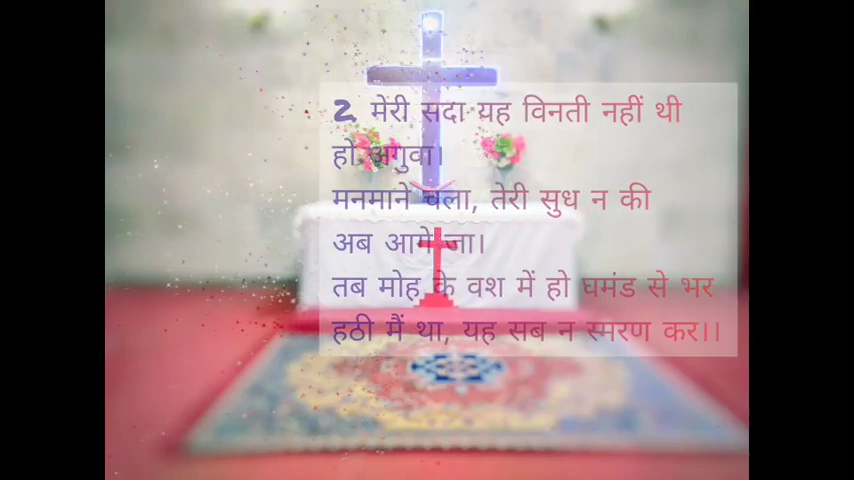 2. मेरी सदा यह विनती नहीं थी
हो अगुवा।
मनमाने चला, तेरी सुध न की
अब आगे जा।
तब मोह के वश में हो घमंड से भर
हठी मैं था, यह सब न स्मरण कर।।